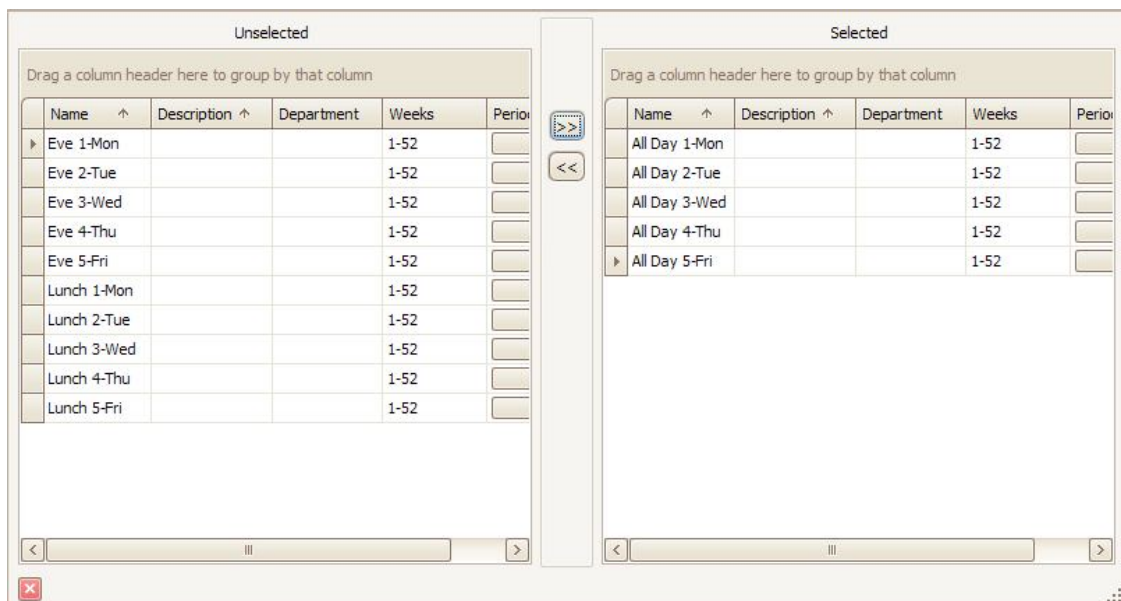 Unselected
Drag a column header here to group by that column
Name Description Department Weeks Perio
Eve 1-Mon 1-52
Eve 2-Tue 1-52
Eve 3-Wed 1-52
Eve 4-Thu 1-52
Eve 5-Fri 1-52
Lunch 1-Mon 1-52
Lunch 2-Tue 1-52
Lunch 3-Wed 1-52
Lunch 4-Thu 1-52
Lunch 5-Fri 1-52
>>
<<
Selected
Drag a column header here to group by that column
Name Description Department Weeks Perio
All Day 1-Mon 1-52
All Day 2-Tue 1-52
All Day 3-Wed 1-52
All Day 4-Thu 1-52
All Day 5-Fri 1-52